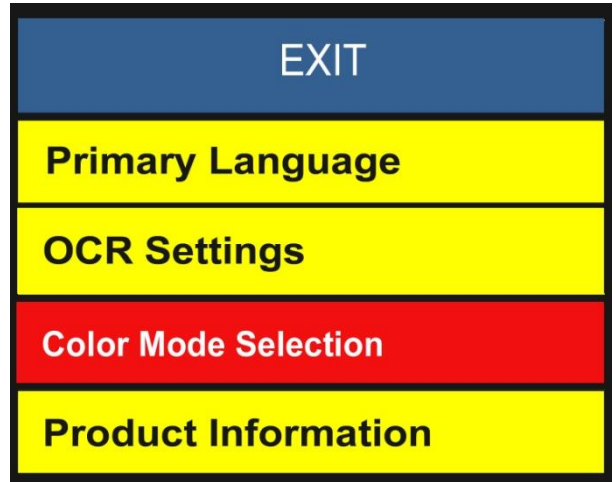 EXIT
Primary Language
OCR Settings
Color Mode Selection
Product Information